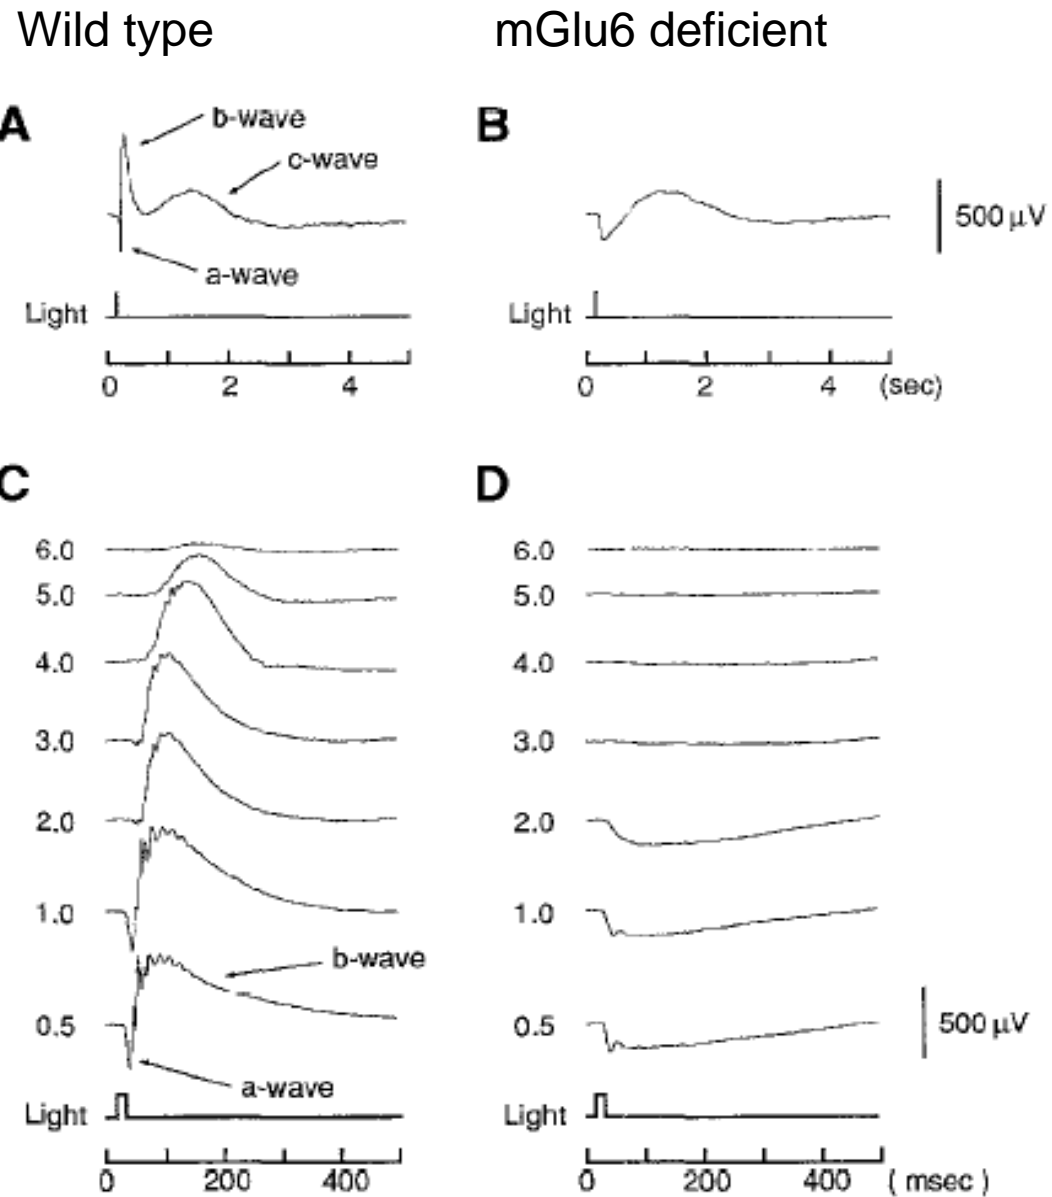 Wild type
mGlu6 deficient
A
b-wave
c-wave
a-wave
Light
0 2 4
B
500 μV
Light
0 2 4 (sec)
C
6.0
5.0
4.0
3.0
2.0
1.0
0.5
b-wave
a-wave
Light
0 200 400
D
6.0
5.0
4.0
3.0
2.0
1.0
0.5
500 μV
Light
0 200 400 ( msec )